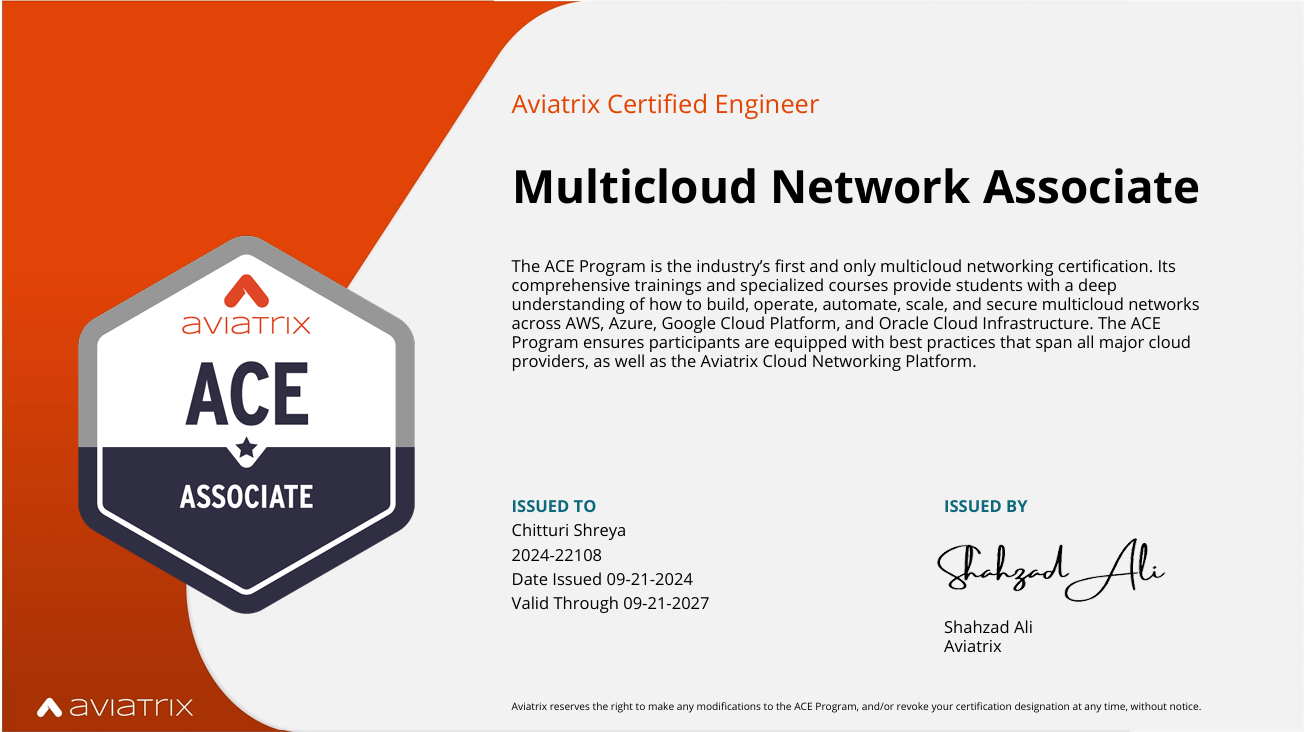 Aviatrix Certified Engineer
Multicloud Network Associate
The ACE Program is the industry’s first and only multicloud networking certification. Its
comprehensive trainings and specialized courses provide students with a deep
understanding of how to build, operate, automate, scale, and secure multicloud networks
across AWS, Azure, Google Cloud Platform, and Oracle Cloud Infrastructure. The ACE
Program ensures participants are equipped with best practices that span all major cloud
providers, as well as the Aviatrix Cloud Networking Platform.
aviatrix
ACE
ASSOCIATE
ISSUED TO
Chitturi Shreya
2024-22108
Date Issued 09-21-2024
Valid Through 09-21-2027
ISSUED BY
Shahzad Ali
Shahzad Ali
Aviatrix
aviatrix
Aviatrix reserves the right to make any modifications to the ACE Program, and/or revoke your certification designation at any time, without notice.